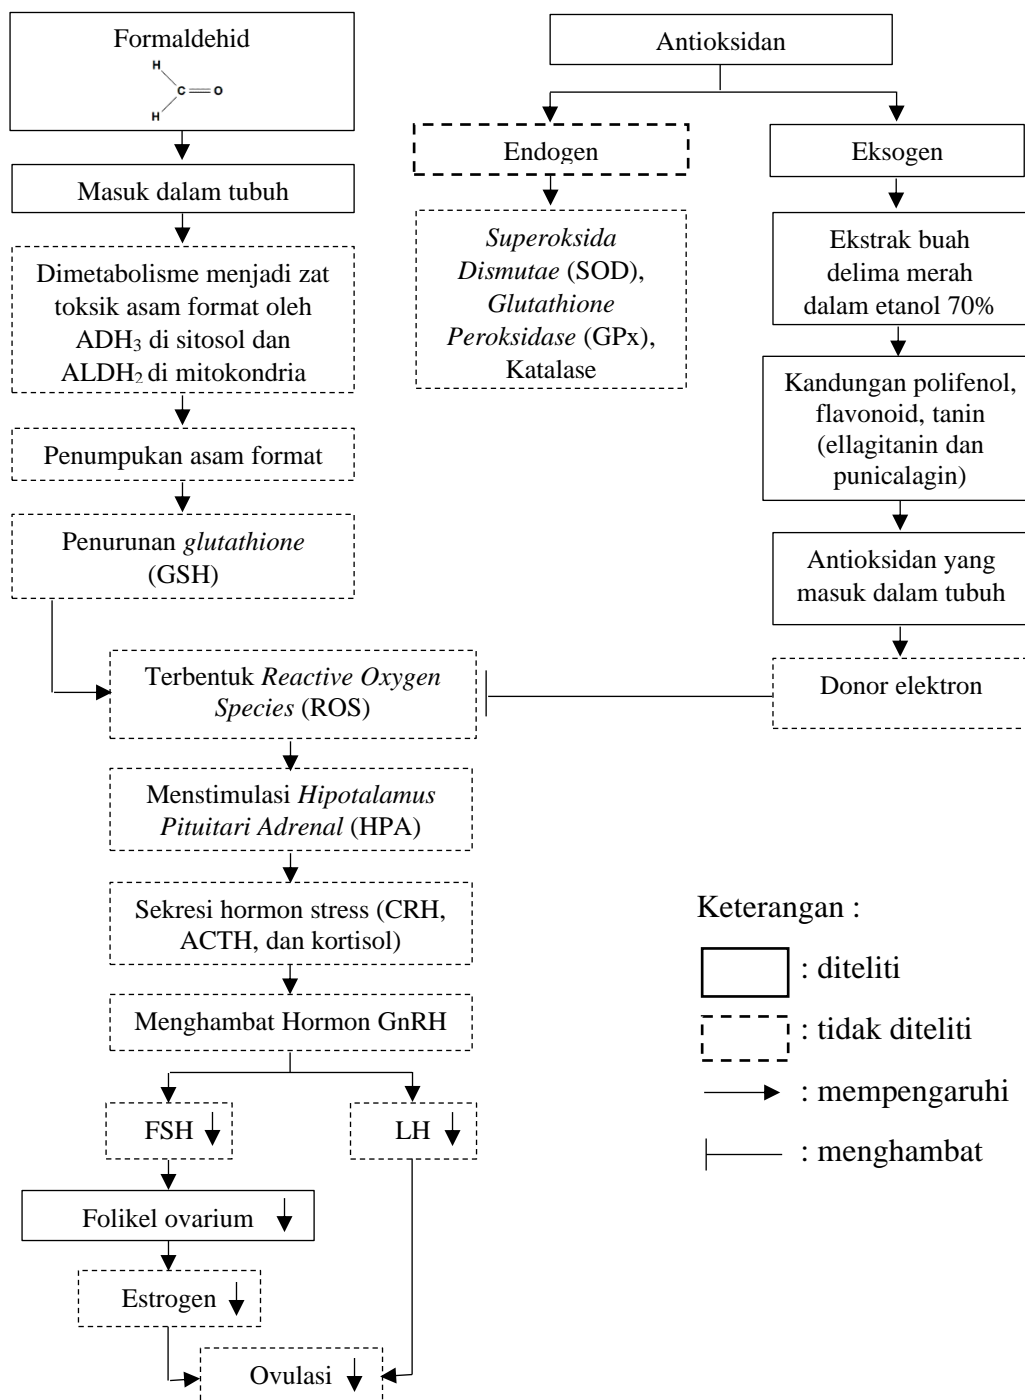 Formaldehid
H
C
O
H
Masuk dalam tubuh
Dimetabolisme menjadi zat
toksik asam format oleh
ADH₃ di sitosol dan
ALDH₂ di mitokondria
Penumpukan asam format
Penurunan glutathione
(GSH)
Antioksidan
Endogen
Eksogen
Superoksida
Dismutae (SOD),
Glutathione
Peroksidase (GPx),
Katalase
Ekstrak buah
delima merah
dalam etanol 70%
Kandungan polifenol,
flavonoid, tanin
(ellagitanin dan
punicalagin)
Antioksidan yang
masuk dalam tubuh
Donor elektron
Terbentuk Reactive Oxygen
Species (ROS)
Menstimulasi Hipotalamus
Pituitari Adrenal (HPA)
Sekresi hormon stress (CRH,
ACTH, dan kortisol)
Menghambat Hormon GnRH
FSH
LH
Folikel ovarium
Estrogen
Ovulasi
Keterangan :
: diteliti
: tidak diteliti
: mempengaruhi
: menghambat